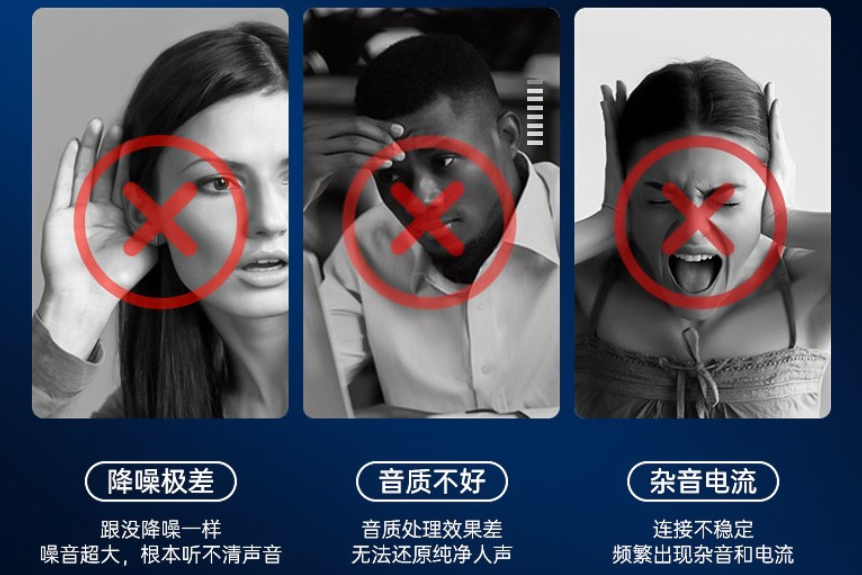 降噪极差
跟没降噪一样
噪音超大，根本听不清声音
音质不好
音质处理效果差
无法还原纯净人声
杂音电流
连接不稳定
频繁出现杂音和电流